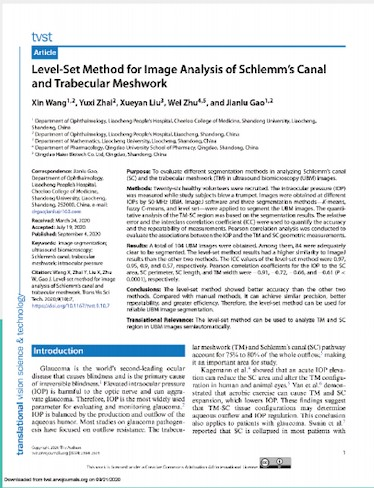 tvst
Article
Level-Set Method for Image Analysis of Schlemm's Canal
and Trabecular Meshwork
Xin Wang1,2, Yuxi Zhai2, Xueyan Liu3, Wei Zhu4,5, and Jianlu Gao1,2
1 Department of Ophthalmology, Liaocheng People's Hospital, Cheeloo College of Medicine, Shandong University, Liaocheng,
Shandong, China
2 Department of Ophthalmology, Liaocheng People's Hospital, Liaocheng, Shandong, China
3 Department of Mathematics, Liaocheng University, Liaocheng, Shandong, China
4 Department of Pharmacology, Qingdao University School of Pharmacy, Qingdao, Shandong, China
5 Qingdao Haier Biotech Co Ltd, Qingdao, Shandong, China
Correspondence: Jianlu Gao,
Department of Ophthalmology,
Liaocheng People's Hospital,
Cheeloo College of Medicine,
Shandong University, Liaocheng,
Shandong, 252000, China. e-mail:
Received: March 24, 2020
Accepted: July 19, 2020
Published: September 1, 2020
Keywords: image segmentation;
ultrasound biomicroscopy;
Schlemm's canal; trabecular
meshwork; intraocular pressure
Citation: Wang X, Zhai Y, Liu X, Zhu
W, Gao J. Level-set method for image
analysis of Schlemm's canal and
trabecular meshwork. Trans Vis Sci
Tech. 2020;9(10):7,
Purpose: To evaluate different segmentation methods in analyzing Schlemm's canal
(SC) and the trabecular meshwork (TM) in ultrasound biomicroscopy (UBM) images.
Methods: Twenty-six healthy volunteers were recruited. The intraocular pressure (IOP)
was measured while study subjects blew a trumpet. Images were obtained at different
IOPs by 50-MHz UBM. ImageJ software and three segmentation methods—K-means,
fuzzy C-means, and level set—were applied to segment the UBM images. The quanti-
tative analysis of the TM-SC region was based on the segmentation results. The relative
error and the interclass correlation coefficient (ICC) were used to quantify the accuracy
and the repeatability of measurements. Pearson correlation analysis was conducted to
evaluate the associations between the IOP and the TM and SC geometric measurements.
Results: A total of 104 UBM images were obtained. Among them, 84 were adequately
clear to be segmented. The level-set method results had a higher similarity to ImageJ
results than the other two methods. The ICC values of the level-set method were 0.97,
0.95, 0.9, and 0.57, respectively. Pearson correlation coefficients for the IOP to the SC
area, SC perimeter, SC length, and TM width were −0.91, −0.72, −0.66, and −0.61 (P <
0.0001), respectively.
Conclusions: The level-set method showed better accuracy than the other two
methods. Compared with manual methods, it can achieve similar precision, better
repeatability, and greater efficiency. Therefore, the level-set method can be used for
reliable UBM image segmentation.
Translational Relevance: The level-set method can be used to analyze TM and SC
region in UBM images semiautomatically.
translational vision science & technology
Introduction
Glaucoma is the world's second-leading ocular
disease that causes blindness and is the primary cause
of irreversible blindness.1 Elevated intraocular pressure
(IOP) is harmful to the optic nerve and can aggra-
vate glaucoma. Therefore, IOP is the most widely used
parameter for evaluating and monitoring glaucoma.2
IOP is balanced by the production and outflow of the
aqueous humor. Most studies on glaucoma pathogen-
esis have focused on outflow resistance. The trabecu-
lar meshwork (TM) and Schlemm's canal (SC) pathway
account for 75% to 80% of the whole outflow,3 making
it an important area for study.
Kagemann et al.4 showed that an acute IOP eleva-
tion can reduce the SC area and alter the TM configura-
tion in human and animal eyes.5 Yan et al.6 demon-
strated that aerobic exercise can cause TM and SC
expansion, which lowers IOP. These findings suggest
that TM-SC tissue configurations may determine
aqueous outflow and IOP regulation. This conclusion
also applies to patients with glaucoma. Swain et al.7
reported that SC is collapsed in most patients with
Copyright 2020 The Authors
1
This work is licensed under a Creative Commons Attribution 4.0 International License.
Downloaded from tvst.arvojournals.org on 09/01/2020